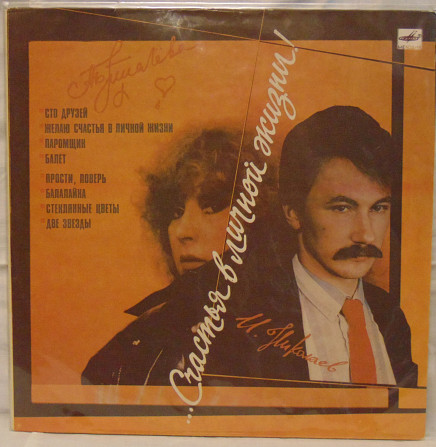 Пугачева
СТО ДРУЗЕЙ
ЖЕЛАЮ СЧАСТЬЯ В ЛИЧНОЙ ЖИЗНИ
ПАРОМЩИК
БАЛЕТ
ПРОСТИ, ПОВЕРЬ
БАЛАЛАЙКА
СТЕКЛЯННЫЕ ЦВЕТЫ
ДВЕ ЗВЕЗДЫ
...Счастья в личной жизни!
И. Николаев